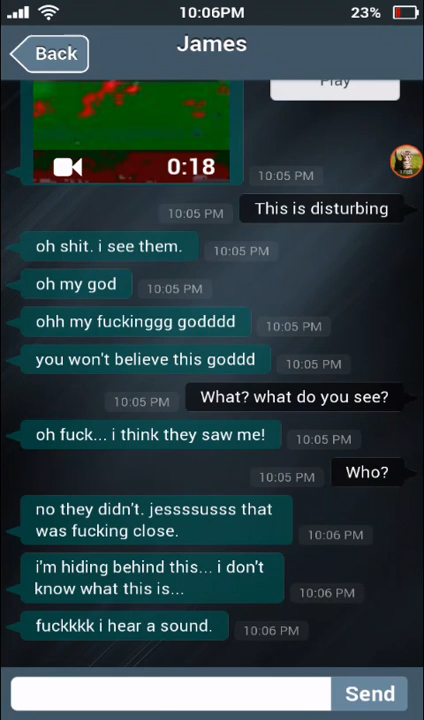 10:06PM
23%
Back
James
Play
0:18
10:05 PM
10:05 PM
This is disturbing
oh shit. i see them.
10:05 PM
oh my god
10:05 PM
ohh my fuckinggg godddd
10:05 PM
you won't believe this goddd
10:05 PM
10:05 PM
What? what do you see?
oh fuck... i think they saw me!
10:05 PM
10:05 PM
Who?
no they didn't. jessssusss that
was fucking close.
10:06 PM
i'm hiding behind this... i don't
know what this is...
10:06 PM
fuckkkk i hear a sound.
10:06 PM
Send